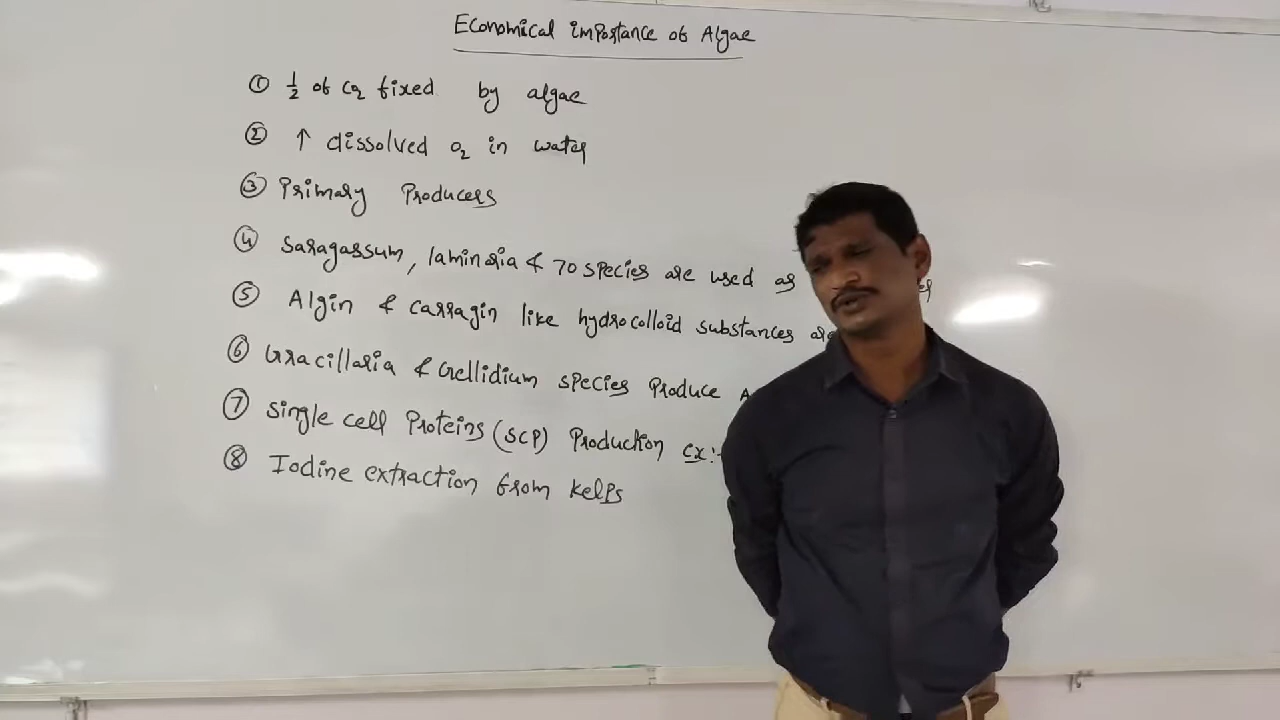 Economical importance of Algae
① 1/2 of CO2 fixed by algae
② ↑ dissolved O2 in water
③ Primary Producers
④ Saragassum, laminaria & 70 species are used as
⑤ Algin & carragin like hydrocolloid substances are
⑥ Gracillaria & Gellidium species Produce
⑦ Single cell Proteins (SCP) Production Ex:-
⑧ Iodine extraction from Kelps